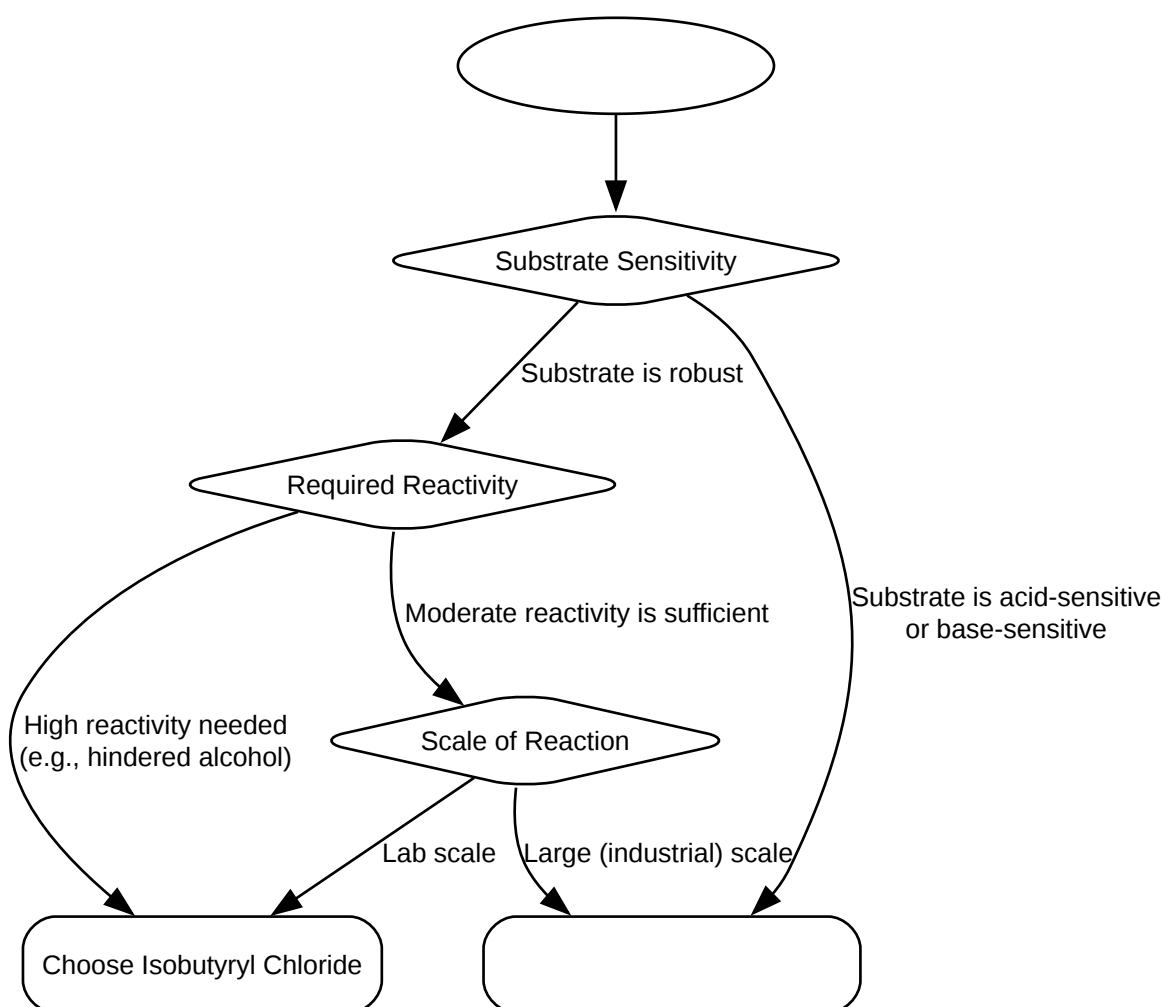 Substrate Sensitivity
Substrate is robust
Required Reactivity
Substrate is acid-sensitive
or base-sensitive
Moderate reactivity is sufficient
High reactivity needed
(e.g., hindered alcohol)
Scale of Reaction
Lab scale
Large (industrial) scale
Choose Isobutyryl Chloride